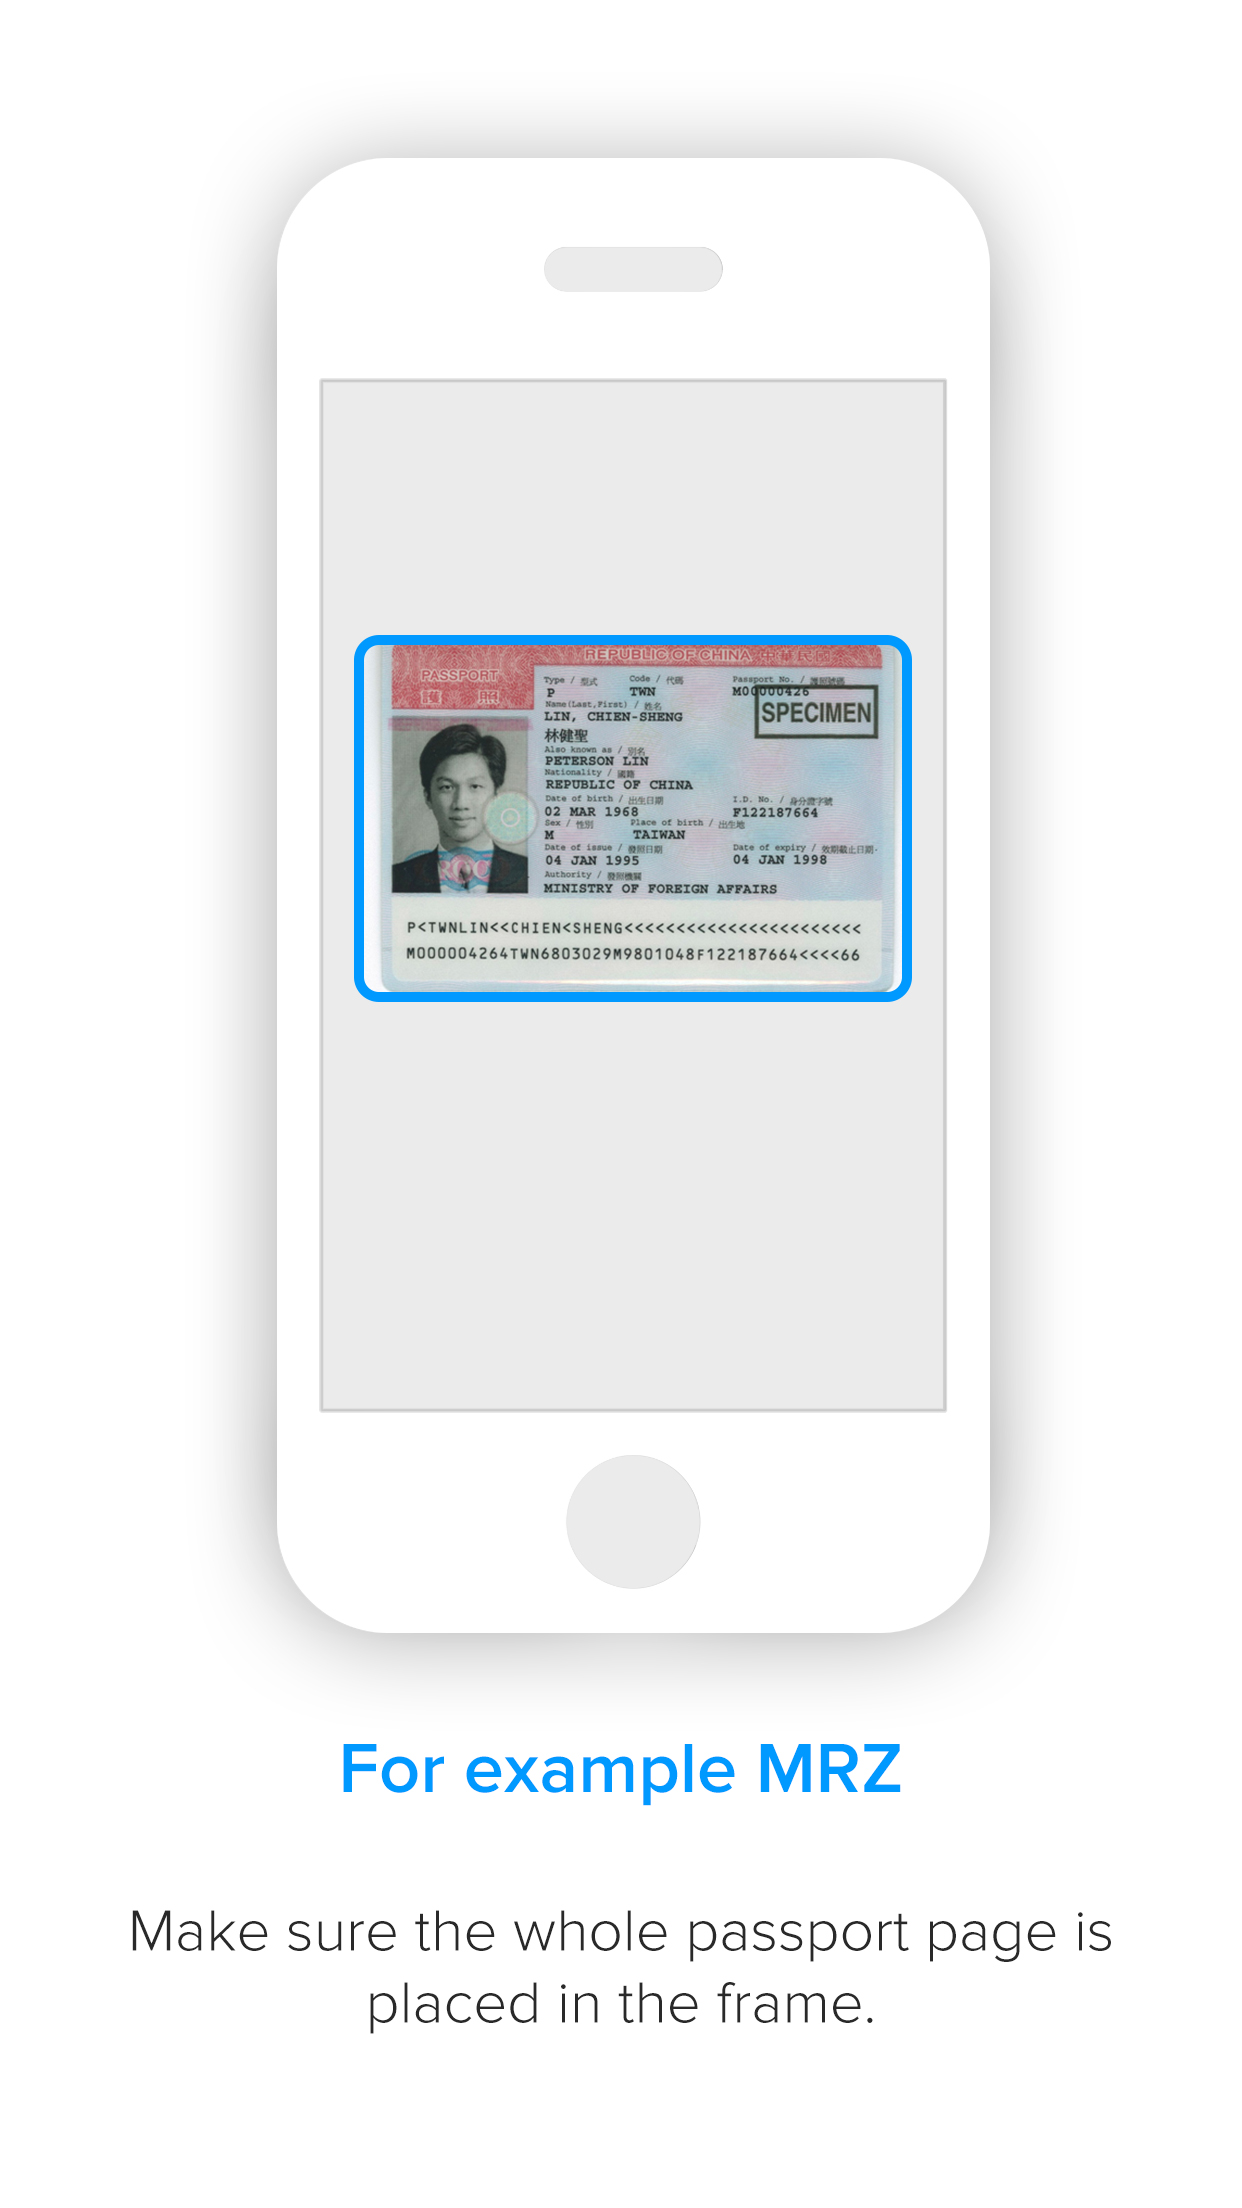 REPUBLIC OF CHINA 中華民國
PASSPORT
護 照
Type / 型式 Code / 代碼 Passport No. / 護照號碼
P TWN M00000426
SPECIMEN
Name(Last,First) / 姓名
LIN, CHIEN-SHENG
林健聖
Also known as / 別名
PETERSON LIN
Nationality / 國籍
REPUBLIC OF CHINA
Date of birth / 出生日期 I.D. No. / 身分證字號
02 MAR 1968 F122187664
Sex / 性別 Place of birth / 出生地
M TAIWAN
Date of issue / 發照日期 Date of expiry / 效期截止日期
04 JAN 1995 04 JAN 1998
Authority / 發照機關
MINISTRY OF FOREIGN AFFAIRS
ROC
P<TWNLIN<<CHIEN<SHENG<<<<<<<<<<<<<<<<<<<<<<<
M000004264TWN6803029M9801048F122187664<<<<66
For example MRZ
Make sure the whole passport page is
placed in the frame.